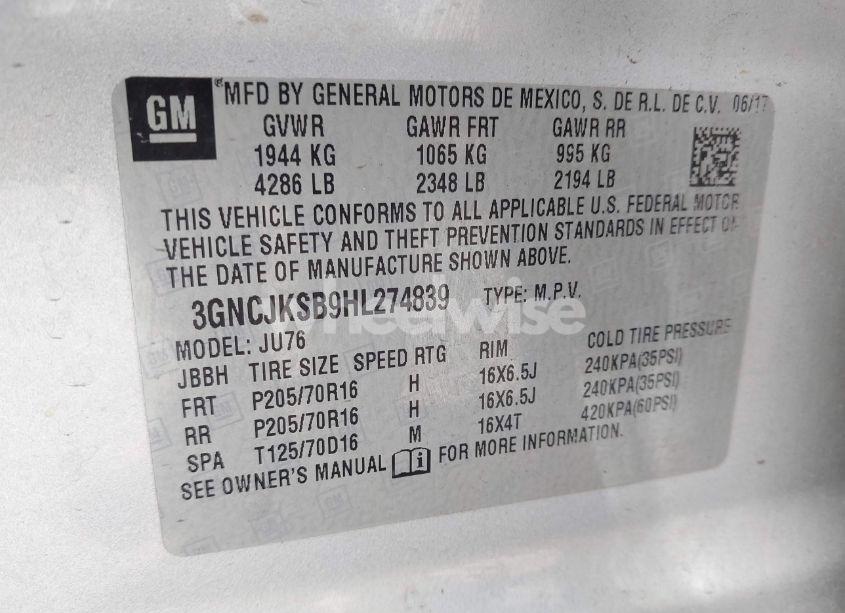 GM
® MFD BY GENERAL MOTORS DE MEXICO, S. DE R.L. DE C.V. 06/17
GVWR GAWR FRT GAWR RR
1944 KG 1065 KG 995 KG
4286 LB 2348 LB 2194 LB
THIS VEHICLE CONFORMS TO ALL APPLICABLE U.S. FEDERAL MOTOR
VEHICLE SAFETY AND THEFT PREVENTION STANDARDS IN EFFECT ON
THE DATE OF MANUFACTURE SHOWN ABOVE.
3GNCJKSB9HL274839 TYPE: M.P.V.
wheelwise
MODEL: JU76
JBBH TIRE SIZE SPEED RTG RIM COLD TIRE PRESSURE
FRT P205/70R16 H 16X6.5J 240KPA(35PSI)
RR P205/70R16 H 16X6.5J 240KPA(35PSI)
SPA T125/70D16 M 16X4T 420KPA(60PSI)
SEE OWNER'S MANUAL i FOR MORE INFORMATION.